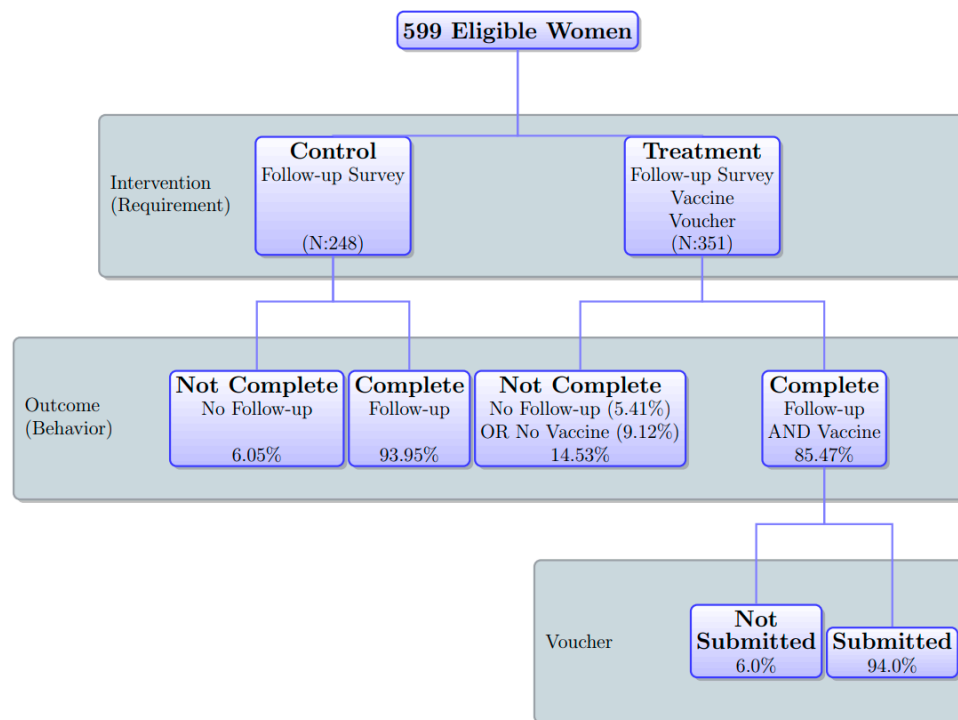 599 Eligible Women
Intervention
(Requirement)
Control
Follow-up Survey
(N:248)
Treatment
Follow-up Survey
Vaccine
Voucher
(N:351)
Outcome
(Behavior)
Not Complete
No Follow-up
6.05%
Complete
Follow-up
93.95%
Not Complete
No Follow-up (5.41%)
OR No Vaccine (9.12%)
14.53%
Complete
Follow-up
AND Vaccine
85.47%
Voucher
Not
Submitted
6.0%
Submitted
94.0%